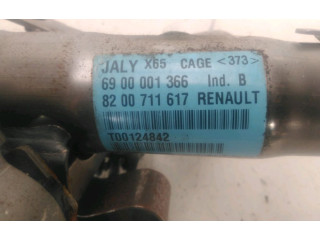 JALY X65 CAGE <373>
69 00 001 366 Ind. B
82 00 711 617 RENAULT
T00124842